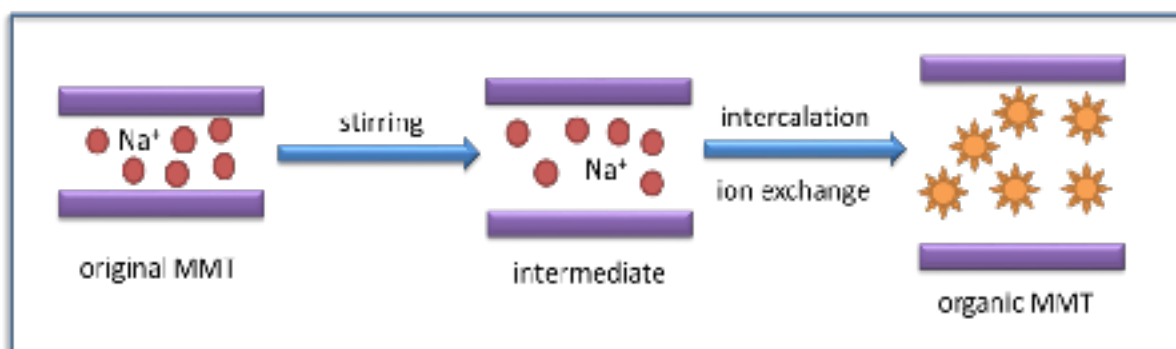 Na⁺
original MMT
stirring
Na⁺
intermediate
intercalation
ion exchange
organic MMT